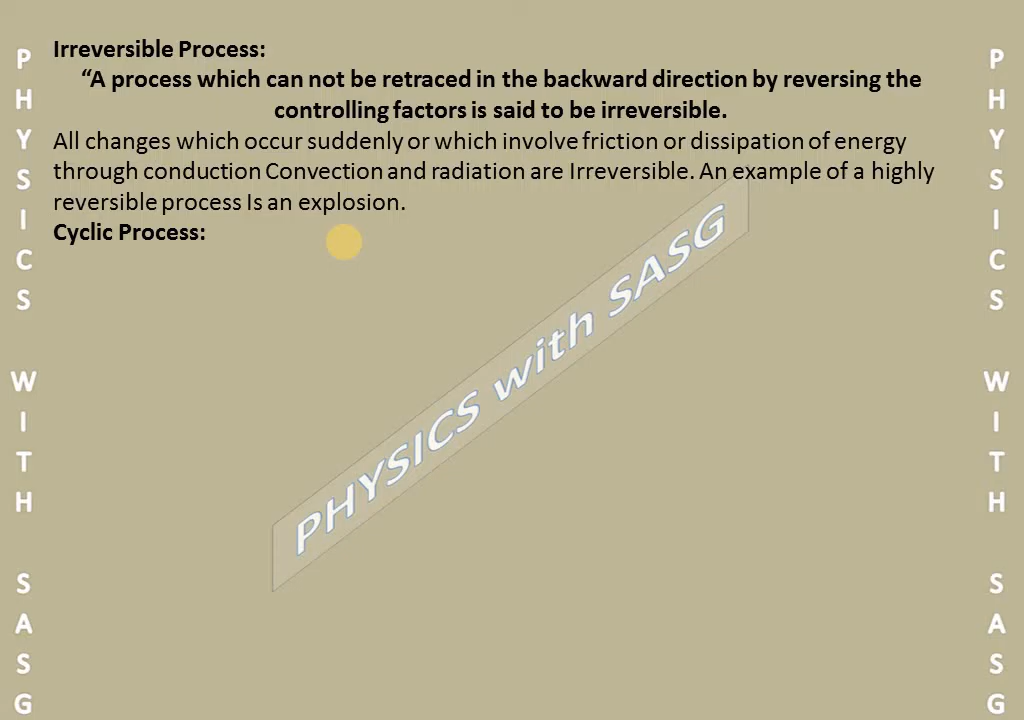 Irreversible Process:
“A process which can not be retraced in the backward direction by reversing the
controlling factors is said to be irreversible.
All changes which occur suddenly or which involve friction or dissipation of energy
through conduction Convection and radiation are Irreversible. An example of a highly
reversible process Is an explosion.
Cyclic Process:
PHYSICS with SASG
PHYSICS WITH SASG
PHYSICS WITH SASG